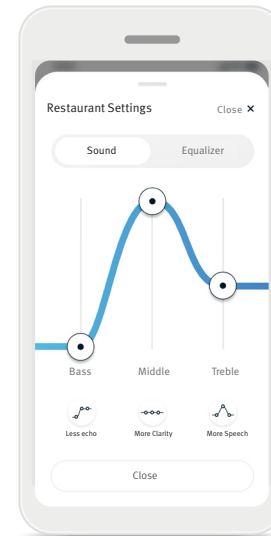 Restaurant Settings Close ×
Sound Equalizer
Bass Middle Treble
Less echo More Clarity More Speech
Close